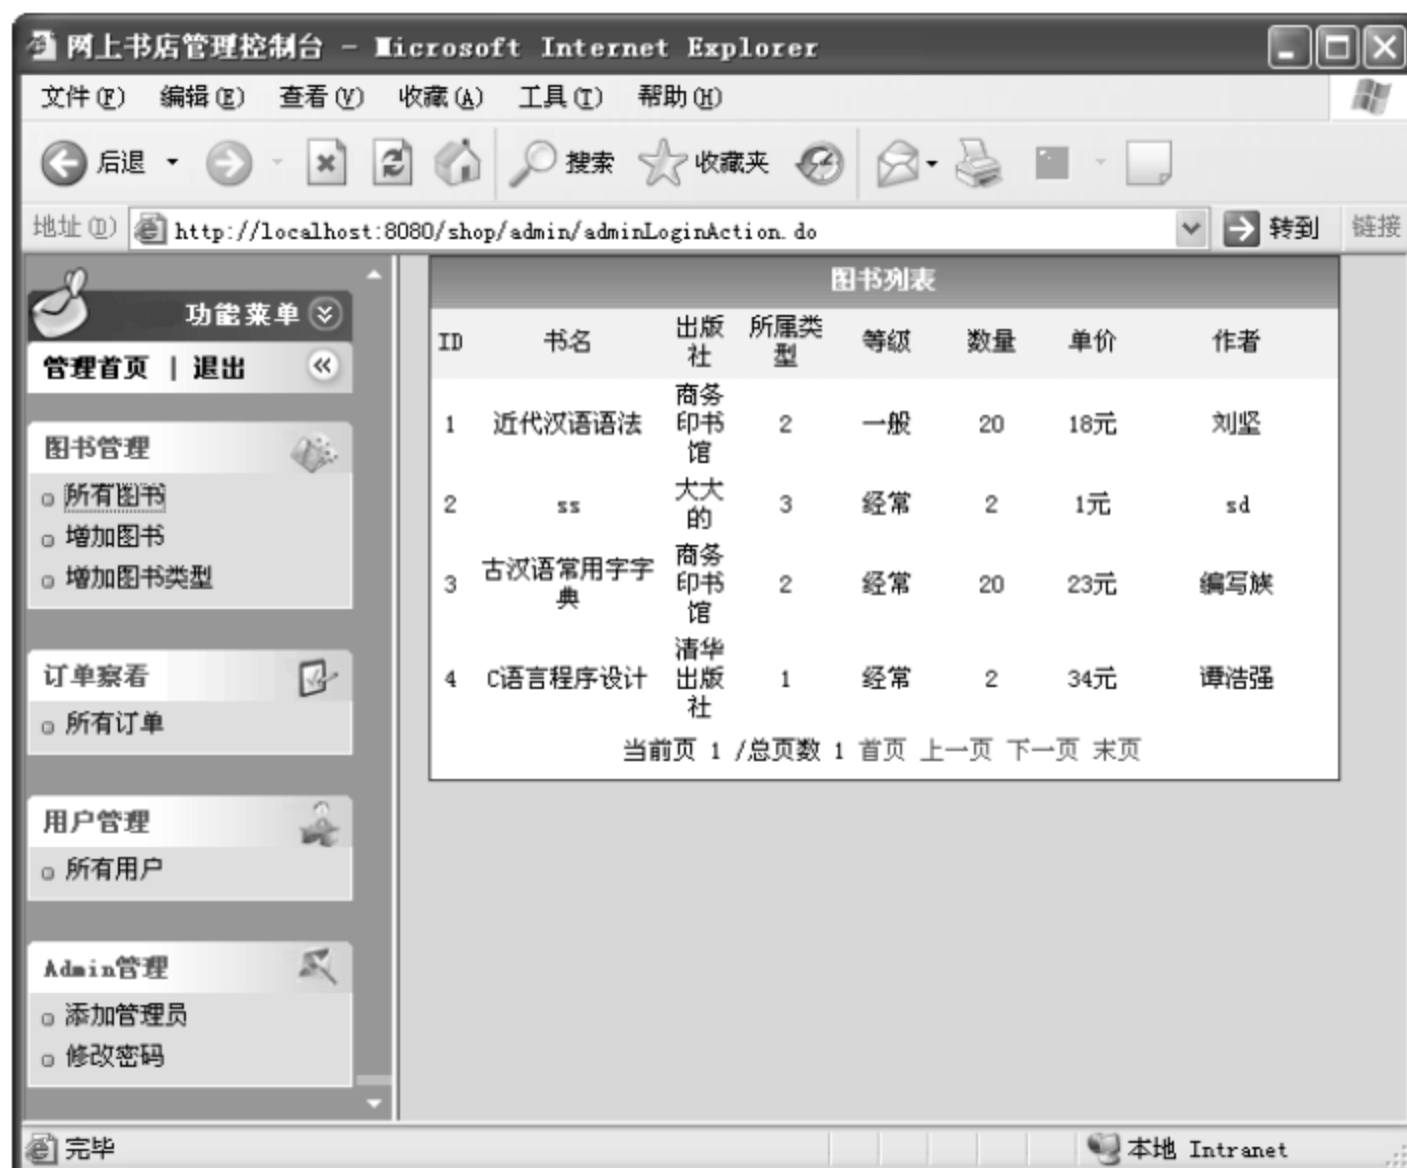 网上书店管理控制台 - Microsoft Internet Explorer
文件(F) 编辑(E) 查看(V) 收藏(A) 工具(T) 帮助(H)
后退 搜索 收藏夹
地址(D) http://localhost:8080/shop/admin/adminLoginAction.do 转到 链接
功能菜单
管理首页 | 退出
图书管理
所有图书
增加图书
增加图书类型
订单察看
所有订单
用户管理
所有用户
Admin管理
添加管理员
修改密码
图书列表
ID 书名 出版社 所属类型 等级 数量 单价 作者
1 近代汉语语法 商务印书馆 2 一般 20 18元 刘坚
2 ss 大大的 3 经常 2 1元 sd
3 古汉语常用字字典 商务印书馆 2 经常 20 23元 编写族
4 C语言程序设计 清华出版社 1 经常 2 34元 谭浩强
当前页 1 /总页数 1 首页 上一页 下一页 末页
完毕 本地 Intranet